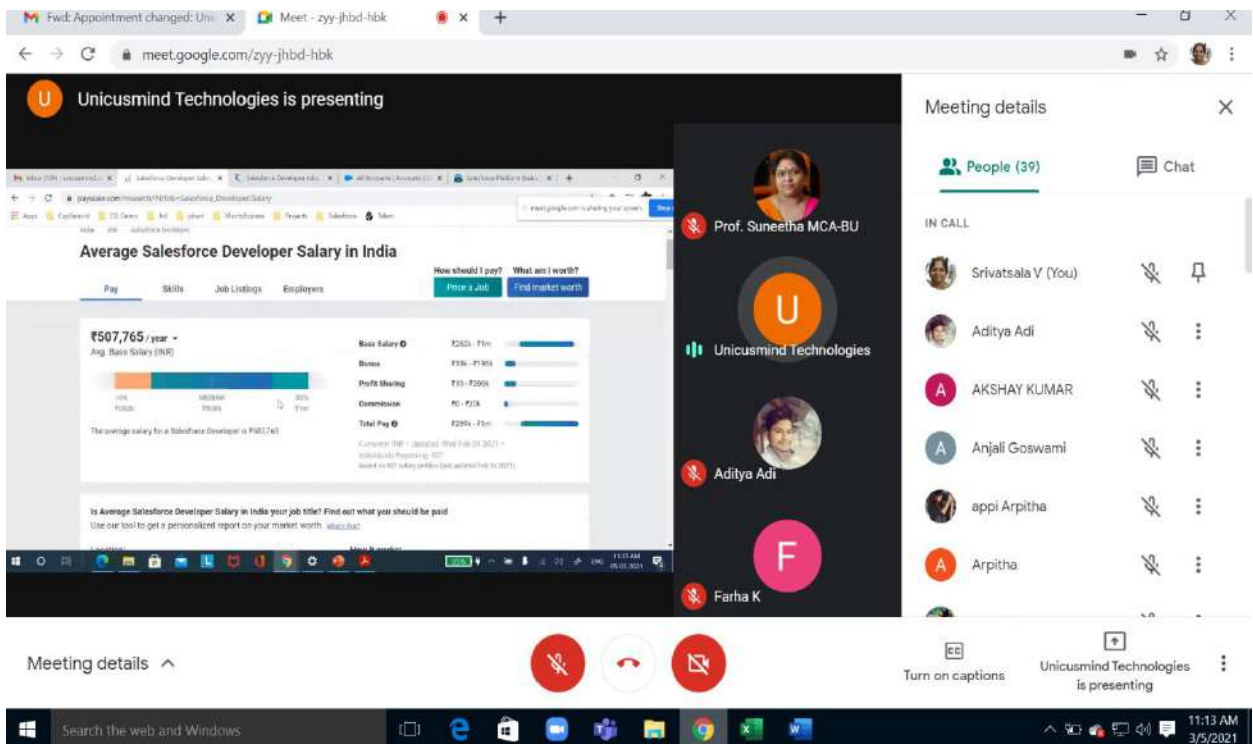 Fwd: Appointment changed: Uni
Meet - zyy-jhbd-hbk
meet.google.com/zyy-jhbd-hbk
U
Unicusmind Technologies is presenting
Average Salesforce Developer Salary in India
How should I pay? What am I worth?
Price a Job Find market worth
Pay Skills Job Listings Employers
₹507,765 / year
Avg. Base Salary (INR)
Base Salary
Bonus
Profit Sharing
Commission
Total Pay
The average salary for a Salesforce Developer is ₹507,765
Is Average Salesforce Developer Salary in India your job title? Find out what you should be paid
Use our tool to get a personalized report on your market worth.
11:15 AM
05-03-2021
Prof. Suneetha MCA-BU
U
Unicusmind Technologies
Aditya Adi
F
Farha K
Meeting details
People (39)
Chat
IN CALL
Srivatsala V (You)
Aditya Adi
A AKSHAY KUMAR
A Anjali Goswami
appi Arpitha
A Arpitha
Meeting details
CC
Turn on captions
Unicusmind Technologies
is presenting
Search the web and Windows
11:13 AM
3/5/2021